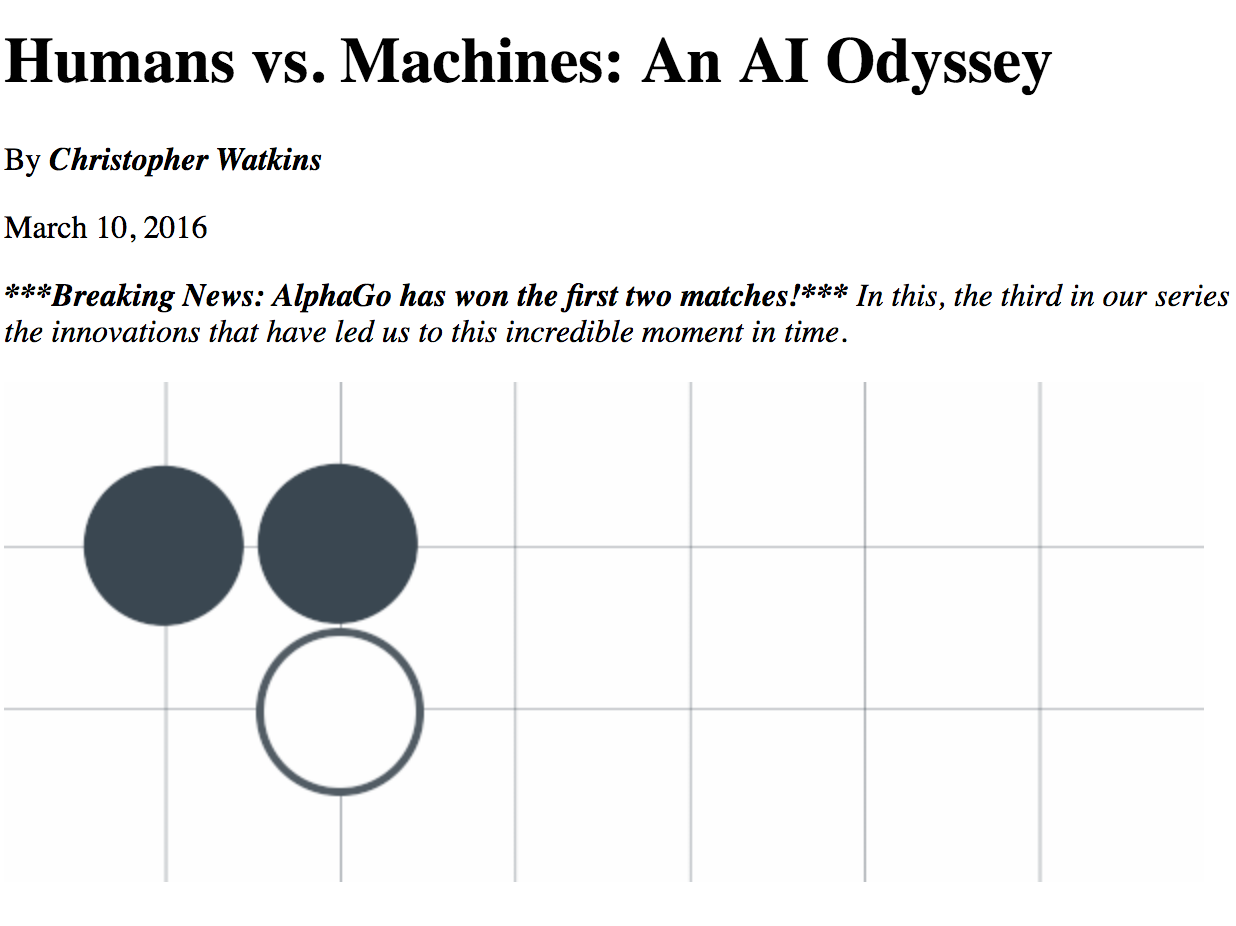 Humans vs. Machines: An AI Odyssey
By Christopher Watkins
March 10, 2016
***Breaking News: AlphaGo has won the first two matches!*** In this, the third in our series
the innovations that have led us to this incredible moment in time.